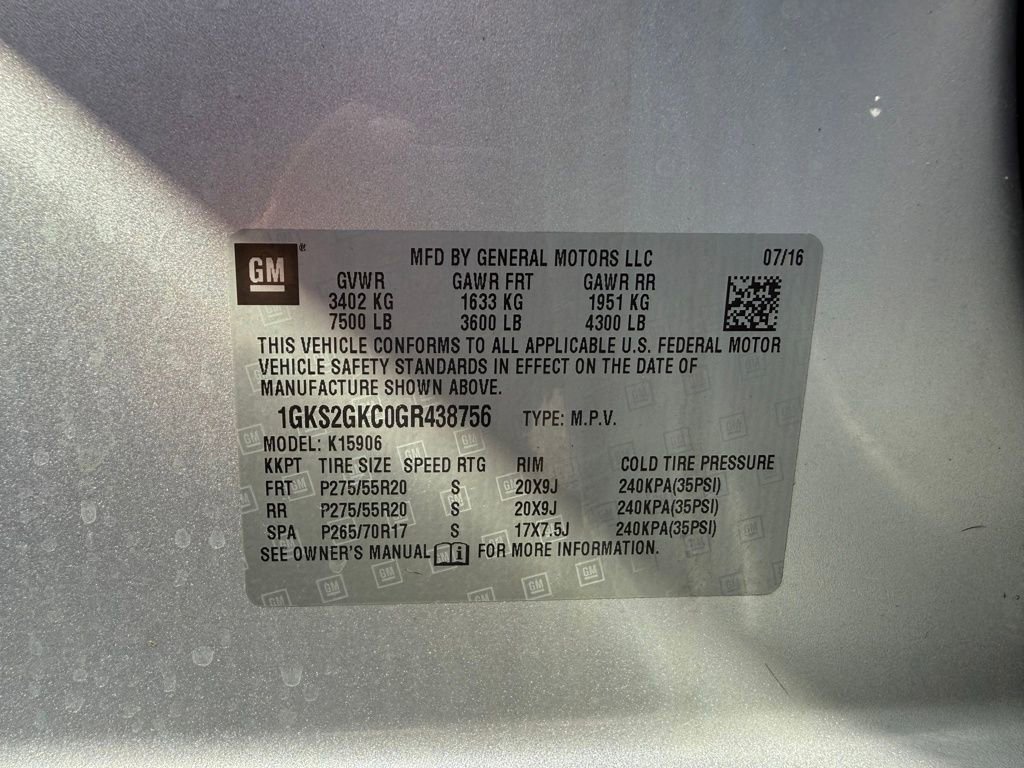 GM ® MFD BY GENERAL MOTORS LLC 07/16
GVWR GAWR FRT GAWR RR
3402 KG 1633 KG 1951 KG
7500 LB 3600 LB 4300 LB
THIS VEHICLE CONFORMS TO ALL APPLICABLE U.S. FEDERAL MOTOR
VEHICLE SAFETY STANDARDS IN EFFECT ON THE DATE OF
MANUFACTURE SHOWN ABOVE.
1GKS2GKC0GR438756 TYPE: M.P.V.
MODEL: K15906
KKPT TIRE SIZE SPEED RTG RIM COLD TIRE PRESSURE
FRT P275/55R20 S 20X9J 240KPA(35PSI)
RR P275/55R20 S 20X9J 240KPA(35PSI)
SPA P265/70R17 S 17X7.5J 240KPA(35PSI)
SEE OWNER'S MANUAL FOR MORE INFORMATION.